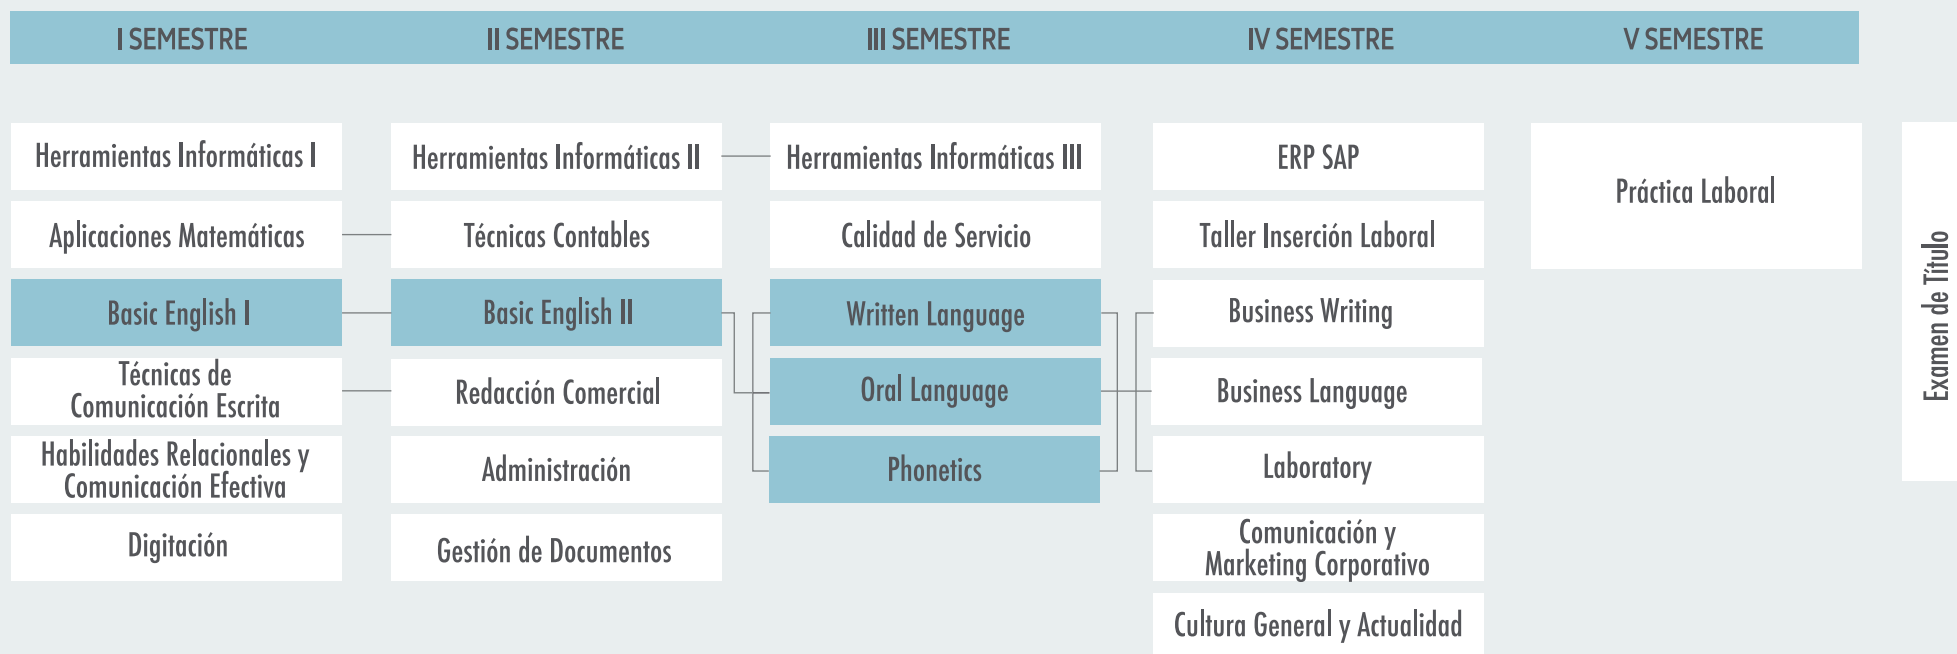 I SEMESTRE
II SEMESTRE
III SEMESTRE
IV SEMESTRE
V SEMESTRE
Herramientas Informáticas I
Herramientas Informáticas II
Herramientas Informáticas III
ERP SAP
Práctica Laboral
Aplicaciones Matemáticas
Técnicas Contables
Calidad de Servicio
Taller Inserción Laboral
Basic English I
Basic English II
Written Language
Business Writing
Técnicas de
Comunicación Escrita
Redacción Comercial
Oral Language
Business Language
Habilidades Relacionales y
Comunicación Efectiva
Administración
Phonetics
Laboratory
Digitación
Gestión de Documentos
Comunicación y
Marketing Corporativo
Cultura General y Actualidad
Examen de Título